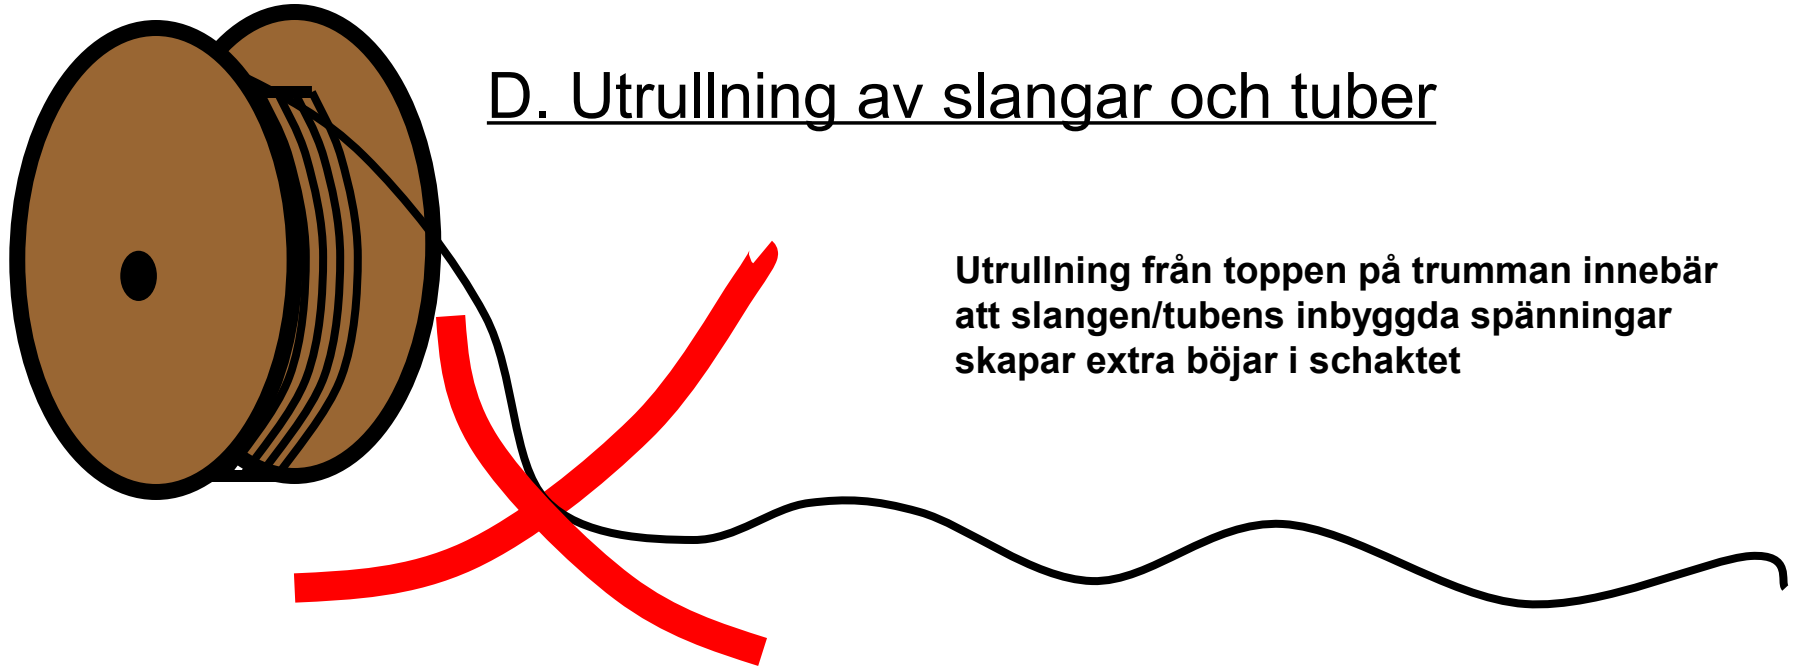 D. Utrullning av slangar och tuber
Utrullning från toppen på trumman innebär
att slangen/tubens inbyggda spänningar
skapar extra böjar i schaktet